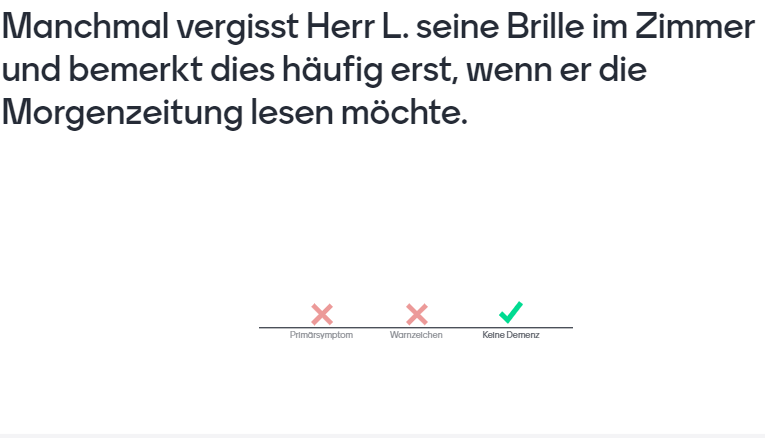 Manchmal vergisst Herr L. seine Brille im Zimmer
und bemerkt dies häufig erst, wenn er die
Morgenzeitung lesen möchte.
Primärsymptom Warnzeichen Keine Demenz